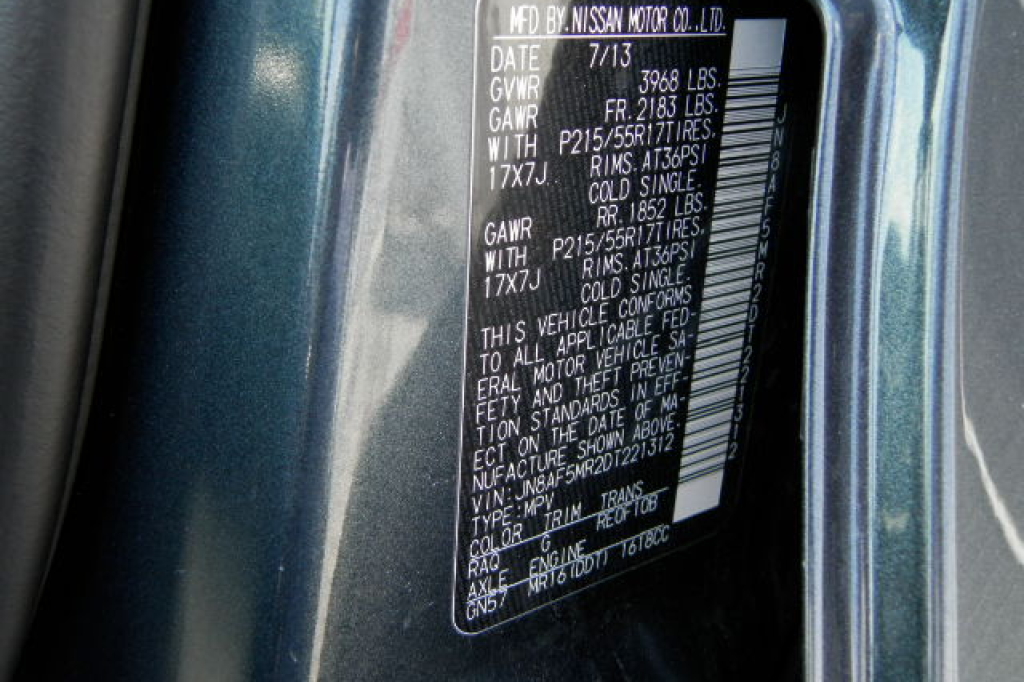 MFD BY.NISSAN MOTOR CO.,LTD.
DATE 7/13
GVWR 3968 LBS.
GAWR FR.2183 LBS.
WITH P215/55R17TIRES.
17X7J RIMS.AT36PSI
COLD SINGLE.
GAWR RR.1852 LBS.
WITH P215/55R17TIRES,
17X7J RIMS.AT36PSI
COLD SINGLE.
THIS VEHICLE CONFORMS
TO ALL APPLICABLE FED-
ERAL MOTOR VEHICLE SA-
FETY AND THEFT PREVEN-
TION STANDARDS IN EFF-
ECT ON THE DATE OF MA-
NUFACTURE SHOWN ABOVE.
VIN:JN8AF5MR2DT221312
TYPE:MPV
COLOR TRIM TRANS
RAQ G RE0F10B
AXLE ENGINE
GN57 MR16(DDT) 1618CC
JN8AF5MR2DT221312